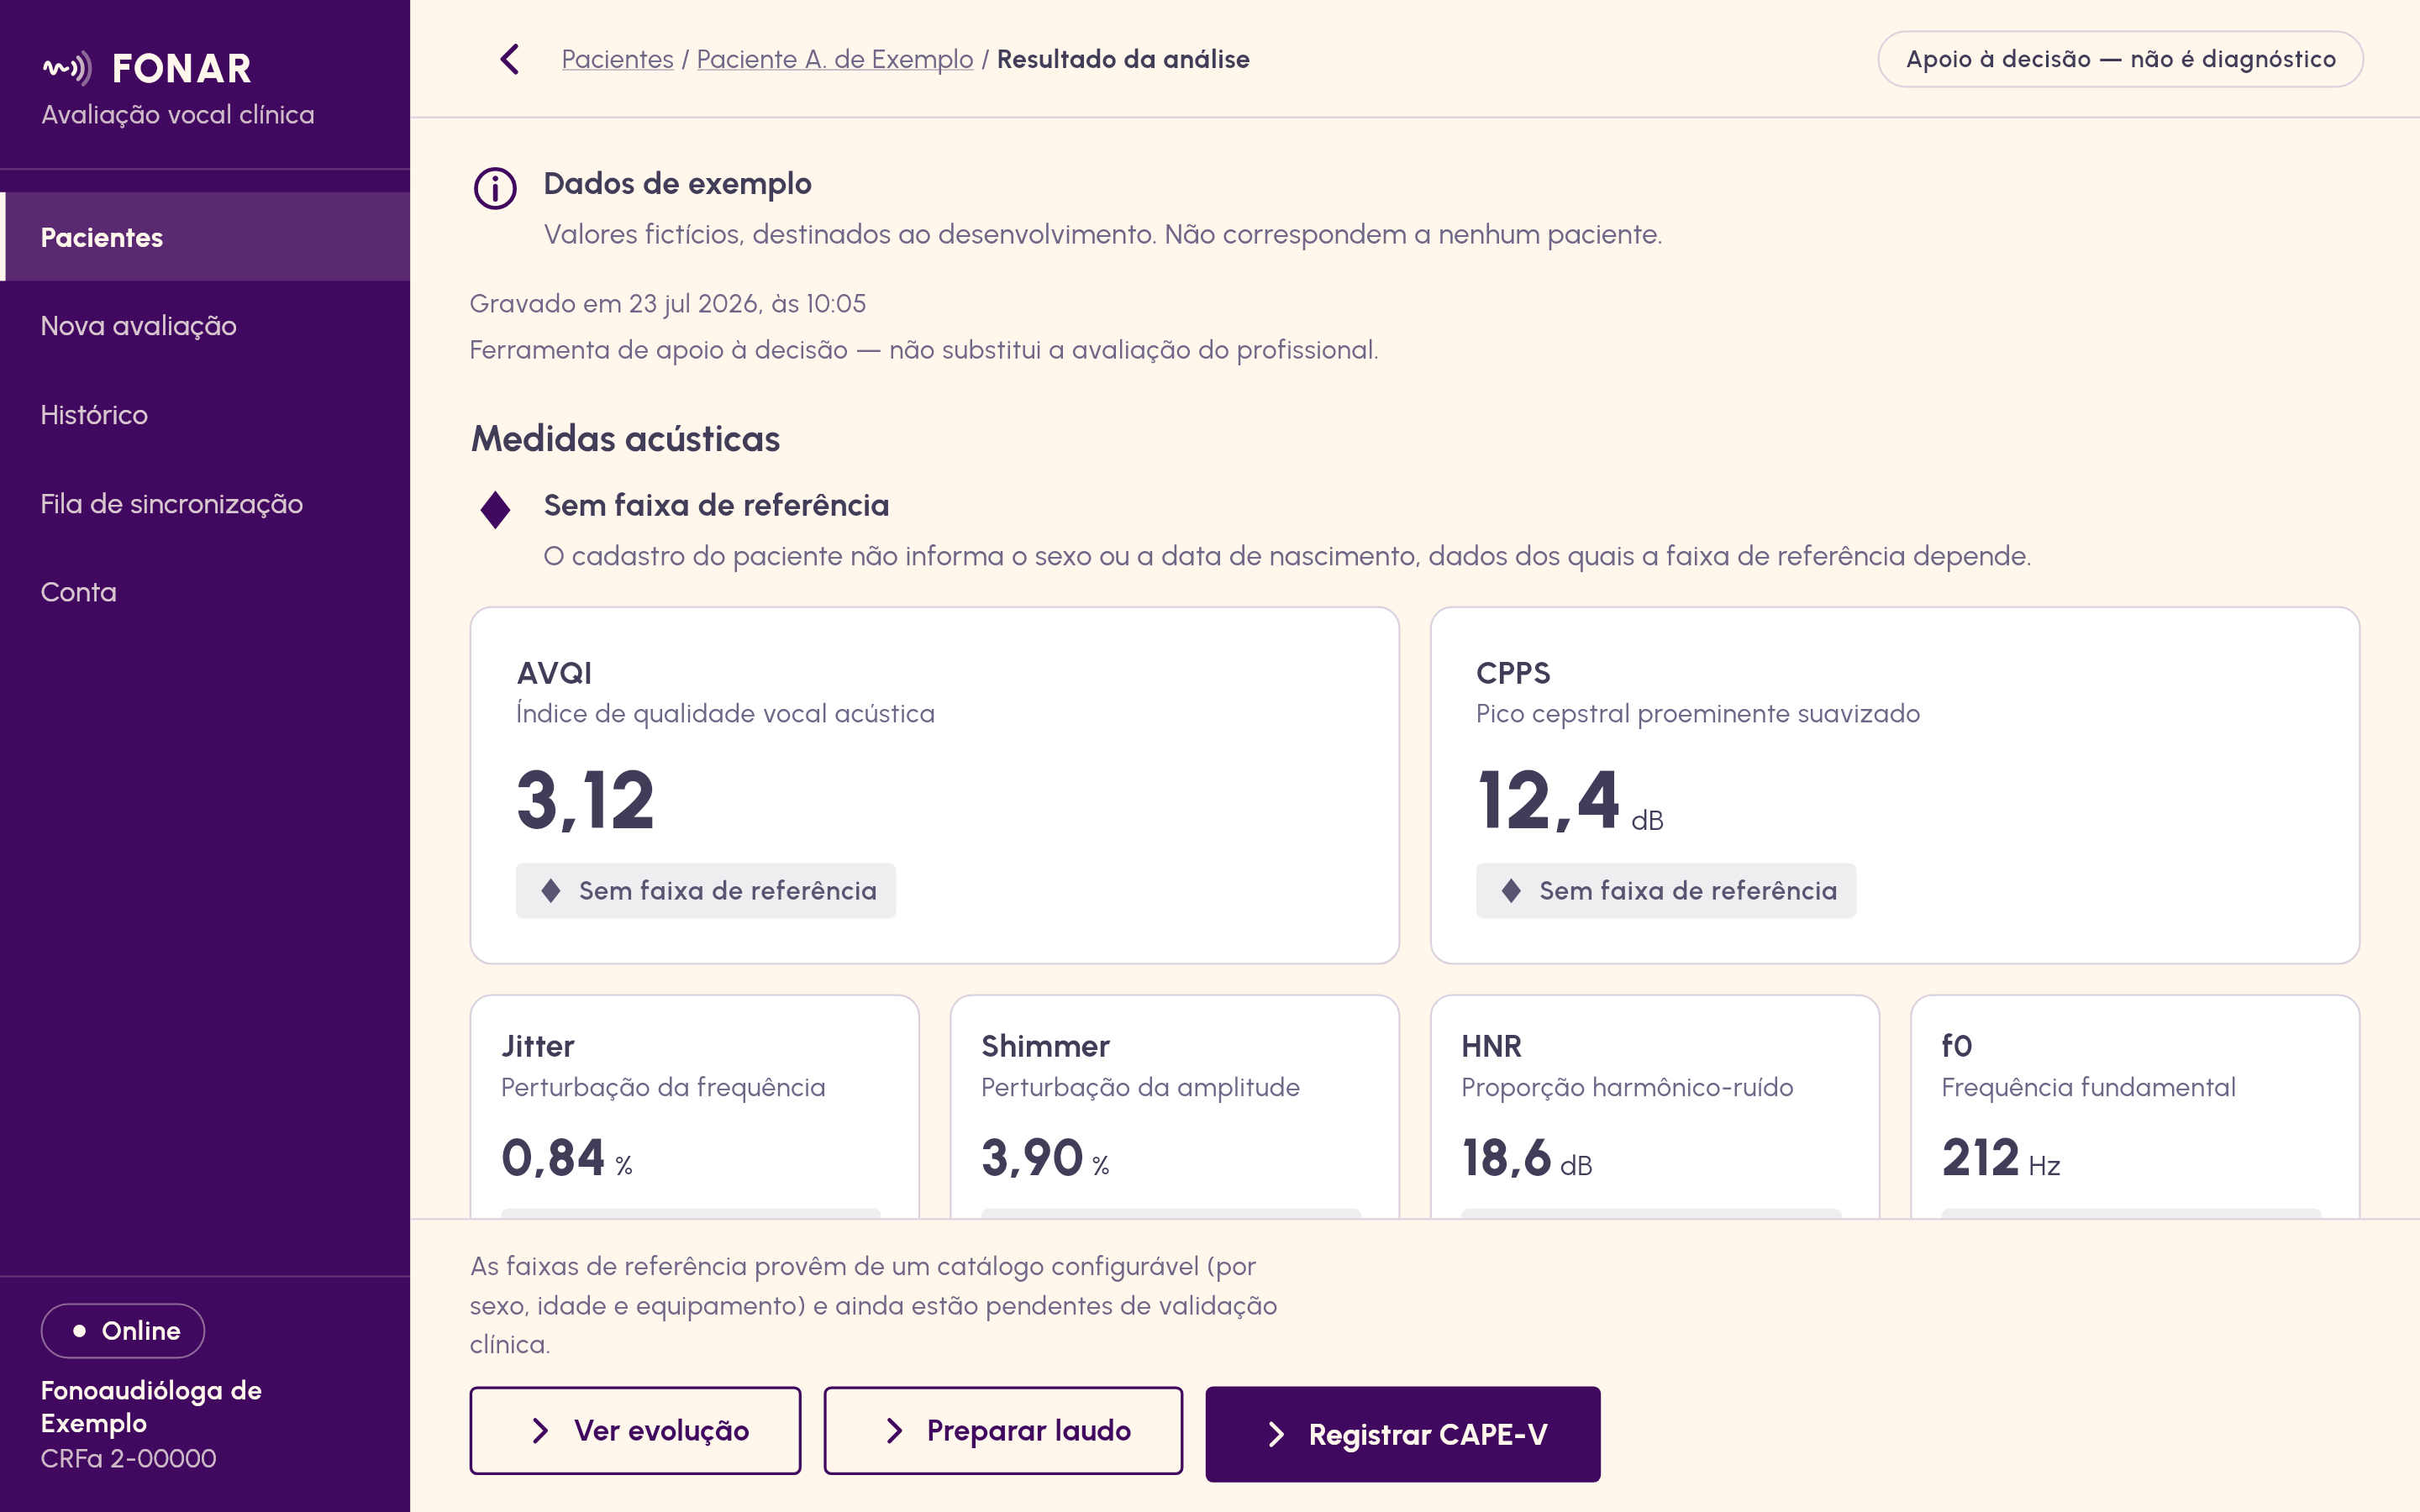 FONAR
Avaliação vocal clínica
Pacientes
Nova avaliação
Histórico
Fila de sincronização
Conta
Online
Fonoaudióloga de
Exemplo
CRFa 2-00000
Pacientes / Paciente A. de Exemplo / Resultado da análise
Apoio à decisão — não é diagnóstico
Dados de exemplo
Valores fictícios, destinados ao desenvolvimento. Não correspondem a nenhum paciente.
Gravado em 23 jul 2026, às 10:05
Ferramenta de apoio à decisão — não substitui a avaliação do profissional.
Medidas acústicas
Sem faixa de referência
O cadastro do paciente não informa o sexo ou a data de nascimento, dados dos quais a faixa de referência depende.
AVQI
Índice de qualidade vocal acústica
3,12
Sem faixa de referência
CPPS
Pico cepstral proeminente suavizado
12,4 dB
Sem faixa de referência
Jitter
Perturbação da frequência
0,84 %
Shimmer
Perturbação da amplitude
3,90 %
HNR
Proporção harmônico-ruído
18,6 dB
f0
Frequência fundamental
212 Hz
As faixas de referência provêm de um catálogo configurável (por
sexo, idade e equipamento) e ainda estão pendentes de validação
clínica.
Ver evolução
Preparar laudo
Registrar CAPE-V